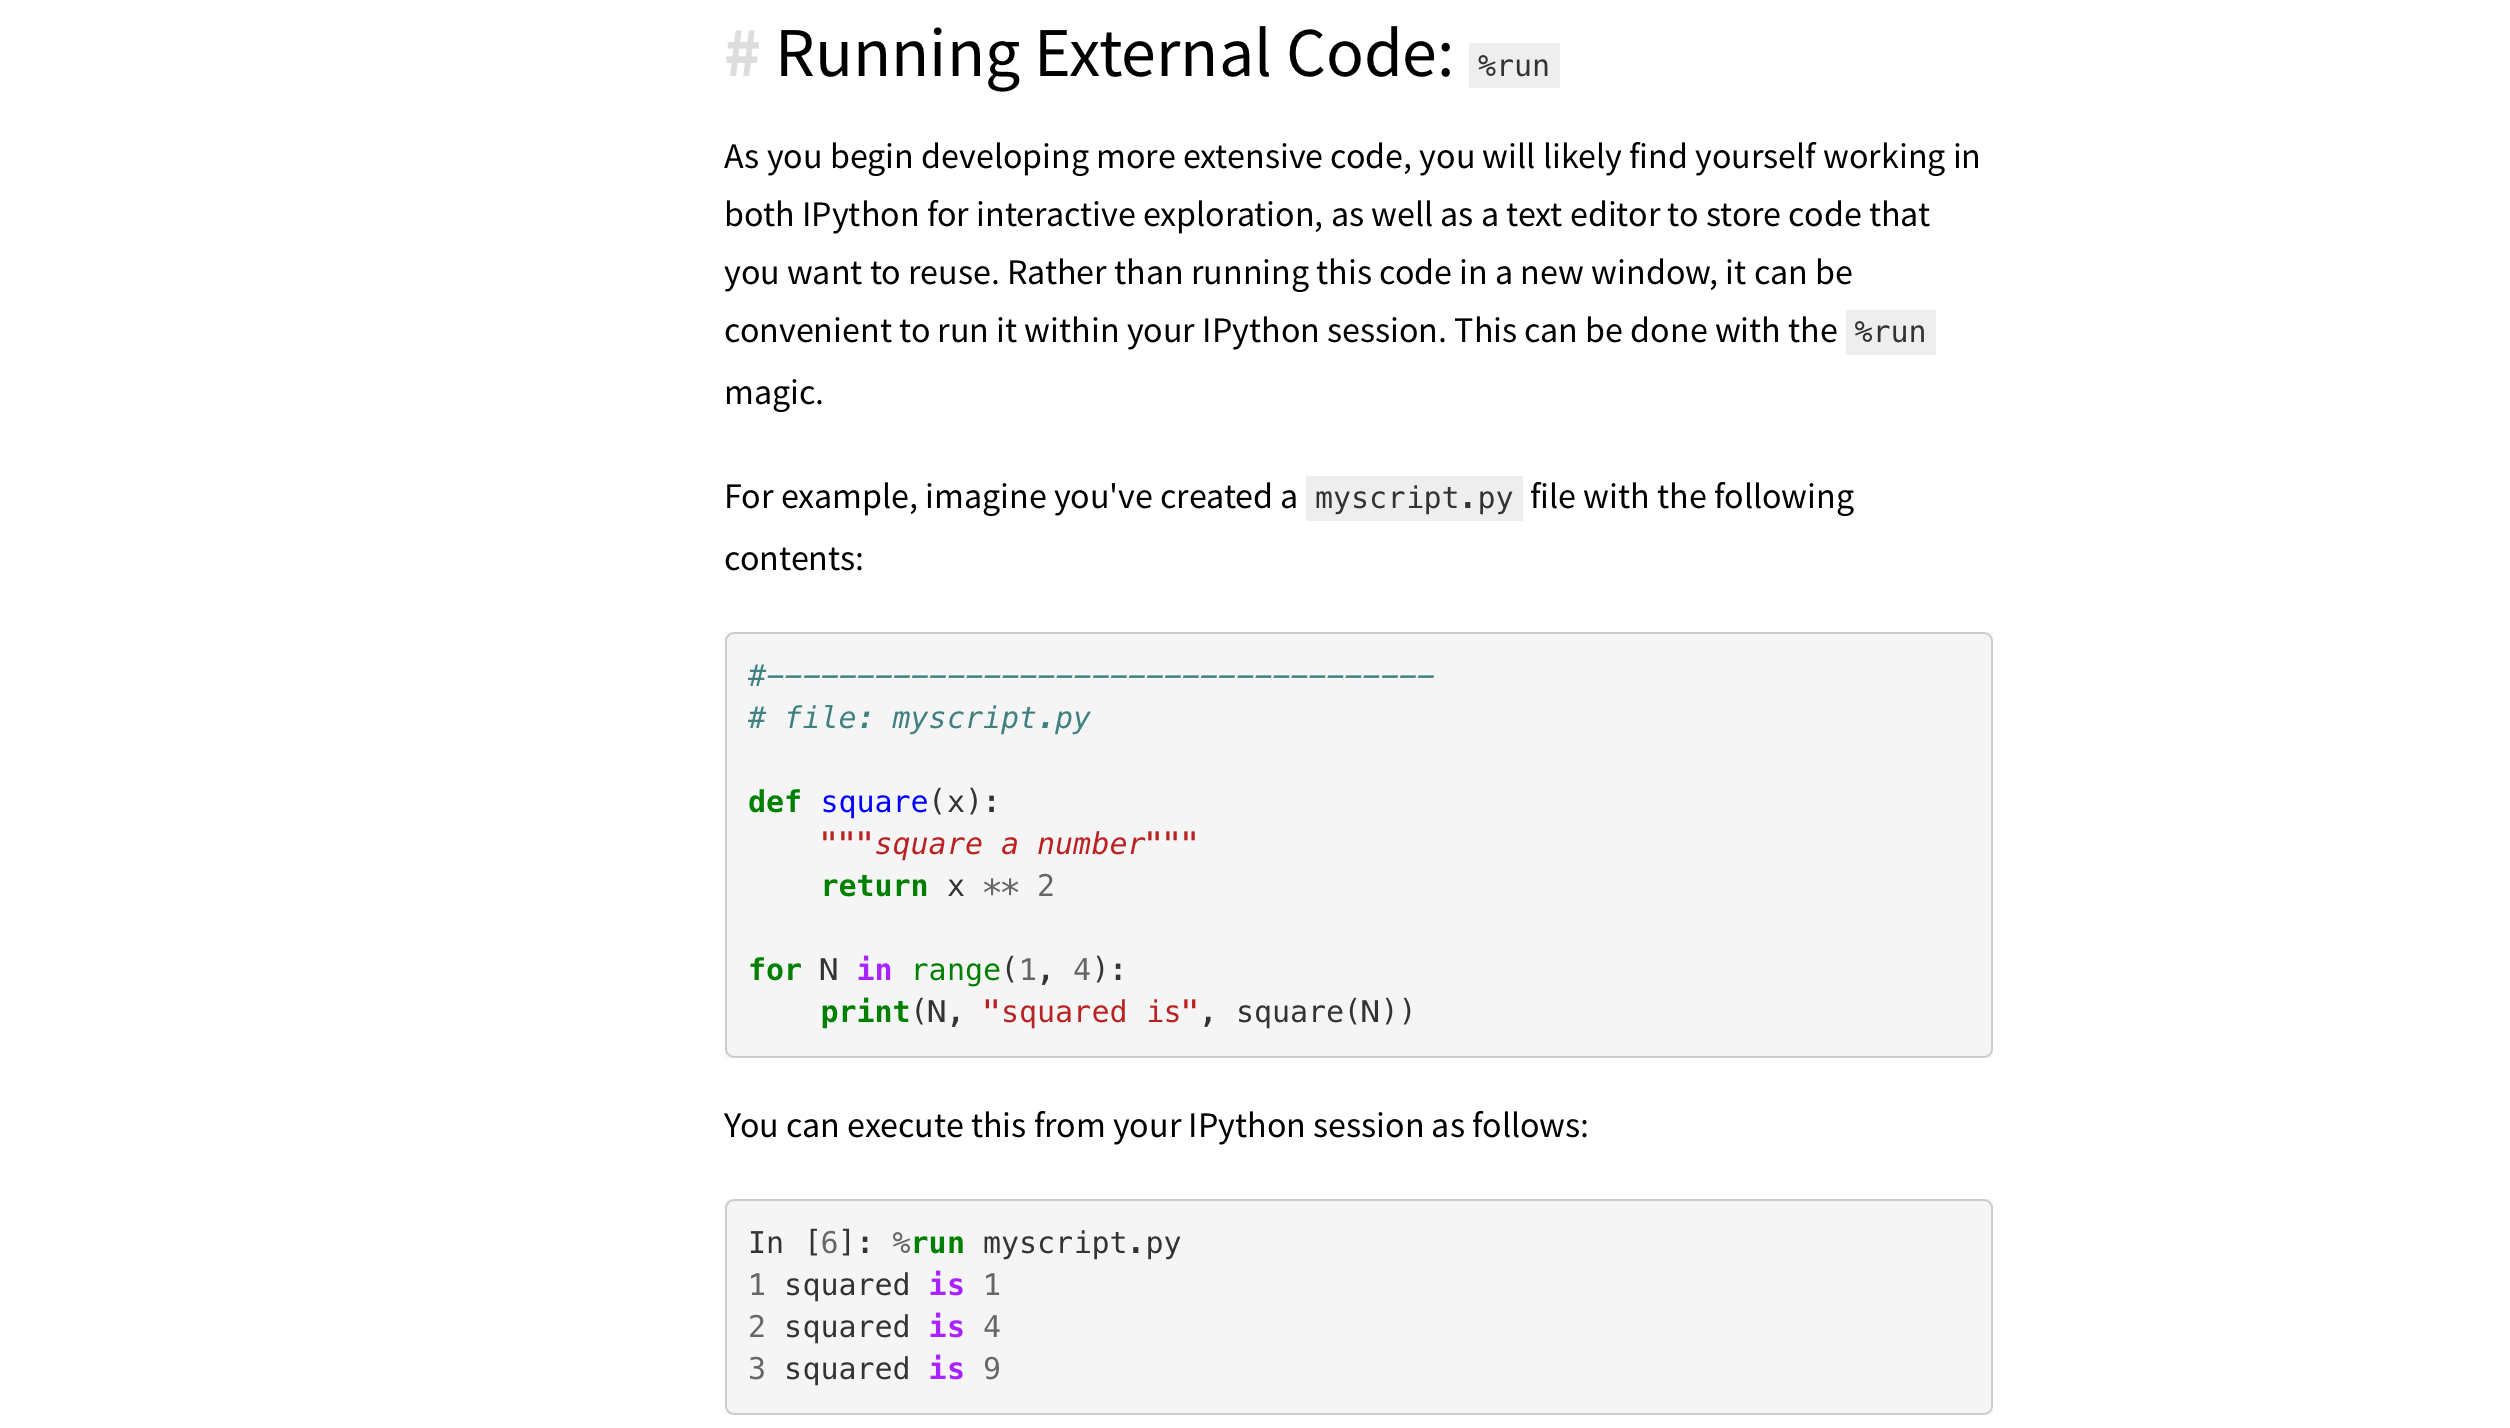 # Running External Code: %run
As you begin developing more extensive code, you will likely find yourself working in
both IPython for interactive exploration, as well as a text editor to store code that
you want to reuse. Rather than running this code in a new window, it can be
convenient to run it within your IPython session. This can be done with the %run
magic.
For example, imagine you've created a myscript.py file with the following
contents:
#-------------------------------------
# file: myscript.py
def square(x):
    """square a number"""
    return x ** 2
for N in range(1, 4):
    print(N, "squared is", square(N))
You can execute this from your IPython session as follows:
In [6]: %run myscript.py
1 squared is 1
2 squared is 4
3 squared is 9